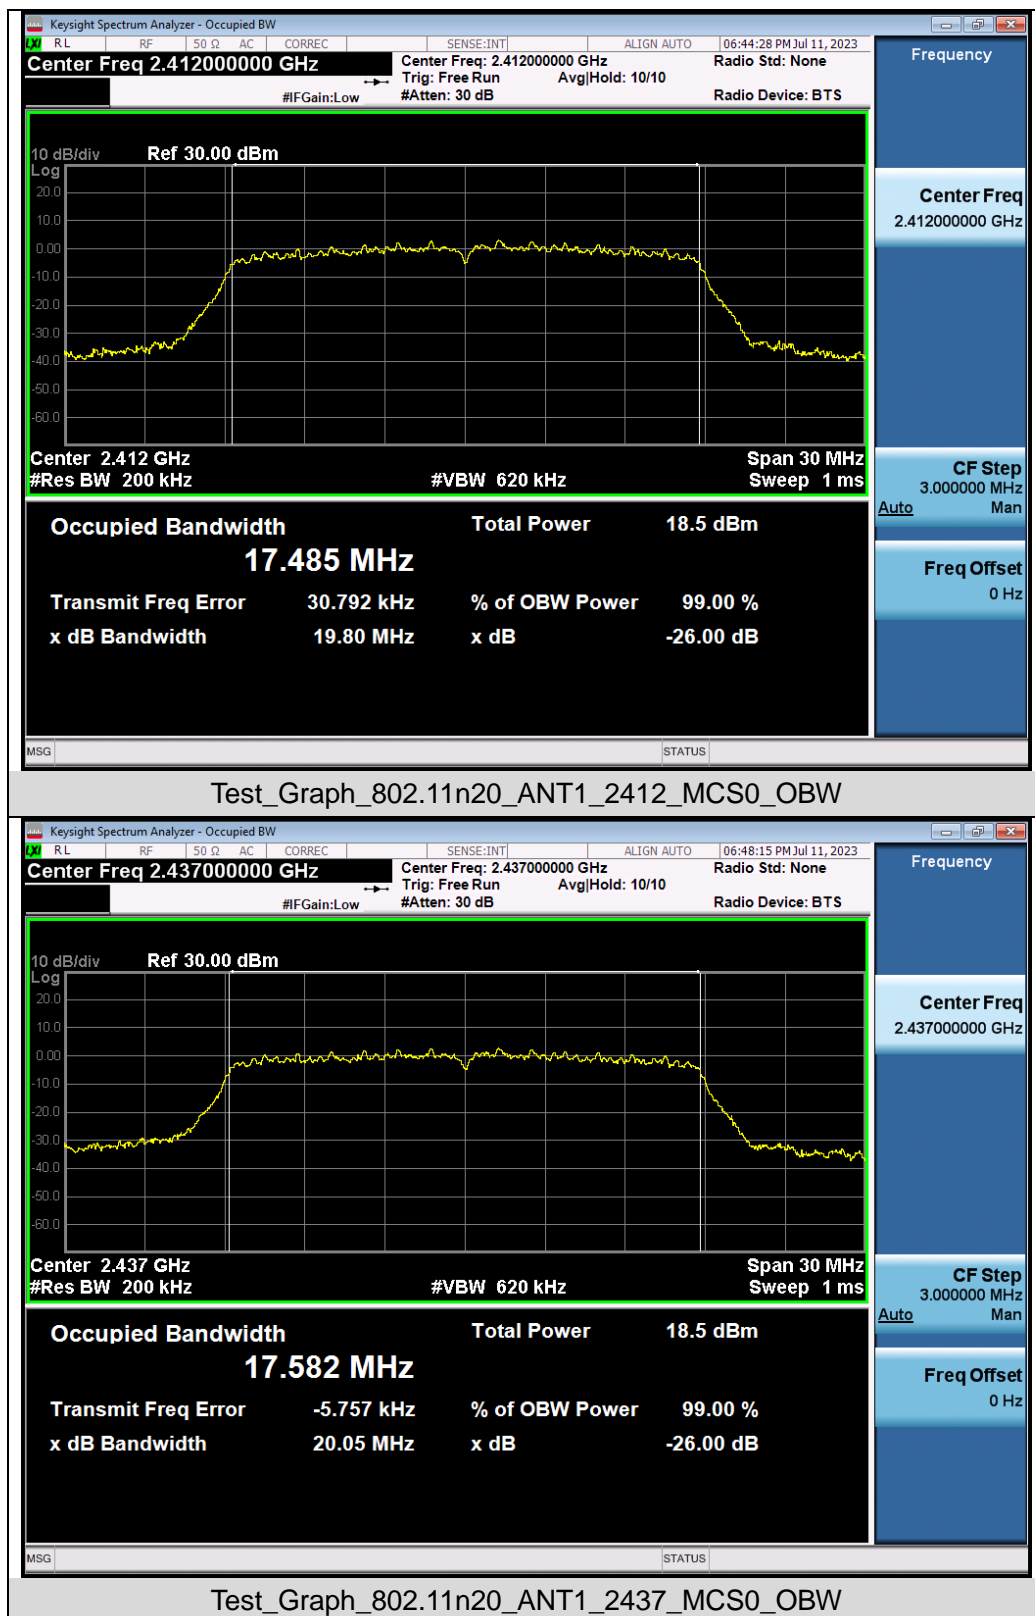 Keysight Spectrum Analyzer - Occupied BW
LXI RL RF 50 Ω AC CORREC SENSE:INT ALIGN AUTO 06:44:28 PM Jul 11, 2023
Center Freq 2.412000000 GHz
Center Freq: 2.412000000 GHz
Radio Std: None
Trig: Free Run Avg|Hold: 10/10
#IFGain:Low
#Atten: 30 dB
Radio Device: BTS
Frequency
10 dB/div Ref 30.00 dBm
Log
20.0
10.0
0.00
-10.0
-20.0
-30.0
-40.0
-50.0
-60.0
Center 2.412 GHz
Span 30 MHz
#Res BW 200 kHz
#VBW 620 kHz
Sweep 1 ms
Center Freq
2.412000000 GHz
CF Step
3.000000 MHz
Auto Man
Freq Offset
0 Hz
Occupied Bandwidth
Total Power 18.5 dBm
17.485 MHz
Transmit Freq Error 30.792 kHz % of OBW Power 99.00 %
x dB Bandwidth 19.80 MHz x dB -26.00 dB
MSG STATUS
Test_Graph_802.11n20_ANT1_2412_MCS0_OBW
Keysight Spectrum Analyzer - Occupied BW
LXI RL RF 50 Ω AC CORREC SENSE:INT ALIGN AUTO 06:48:15 PM Jul 11, 2023
Center Freq 2.437000000 GHz
Center Freq: 2.437000000 GHz
Radio Std: None
Trig: Free Run Avg|Hold: 10/10
#IFGain:Low
#Atten: 30 dB
Radio Device: BTS
Frequency
10 dB/div Ref 30.00 dBm
Log
20.0
10.0
0.00
-10.0
-20.0
-30.0
-40.0
-50.0
-60.0
Center 2.437 GHz
Span 30 MHz
#Res BW 200 kHz
#VBW 620 kHz
Sweep 1 ms
Center Freq
2.437000000 GHz
CF Step
3.000000 MHz
Auto Man
Freq Offset
0 Hz
Occupied Bandwidth
Total Power 18.5 dBm
17.582 MHz
Transmit Freq Error -5.757 kHz % of OBW Power 99.00 %
x dB Bandwidth 20.05 MHz x dB -26.00 dB
MSG STATUS
Test_Graph_802.11n20_ANT1_2437_MCS0_OBW